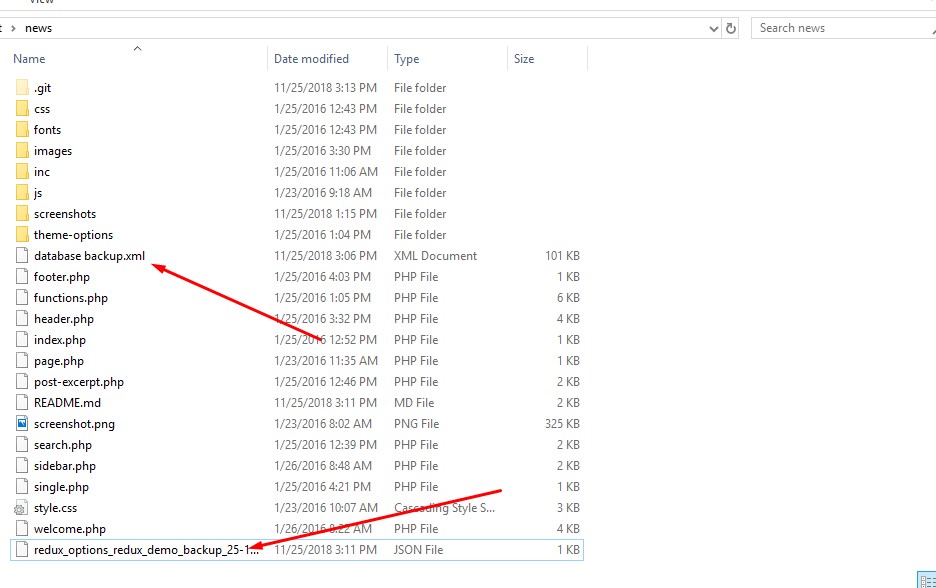 news
Search news
Name Date modified Type Size
.git 11/25/2018 3:13 PM File folder
css 1/25/2016 12:43 PM File folder
fonts 1/25/2016 12:43 PM File folder
images 1/25/2016 3:30 PM File folder
inc 1/25/2016 11:06 AM File folder
js 1/23/2016 9:18 AM File folder
screenshots 11/25/2018 1:15 PM File folder
theme-options 1/25/2016 1:04 PM File folder
database backup.xml 11/25/2018 3:06 PM XML Document 101 KB
footer.php 1/25/2016 4:03 PM PHP File 1 KB
functions.php 1/25/2016 1:05 PM PHP File 6 KB
header.php 1/25/2016 3:32 PM PHP File 4 KB
index.php 1/25/2016 12:52 PM PHP File 1 KB
page.php 1/23/2016 11:35 AM PHP File 1 KB
post-excerpt.php 1/25/2016 12:46 PM PHP File 2 KB
README.md 11/25/2018 3:11 PM MD File 2 KB
screenshot.png 1/23/2016 8:02 AM PNG File 325 KB
search.php 1/25/2016 12:39 PM PHP File 2 KB
sidebar.php 1/26/2016 8:48 AM PHP File 2 KB
single.php 1/25/2016 4:21 PM PHP File 1 KB
style.css 1/23/2016 10:07 AM Cascading Style S... 3 KB
welcome.php 1/26/2016 8:22 AM PHP File 4 KB
redux_options_redux_demo_backup_25-1... 11/25/2018 3:11 PM JSON File 1 KB